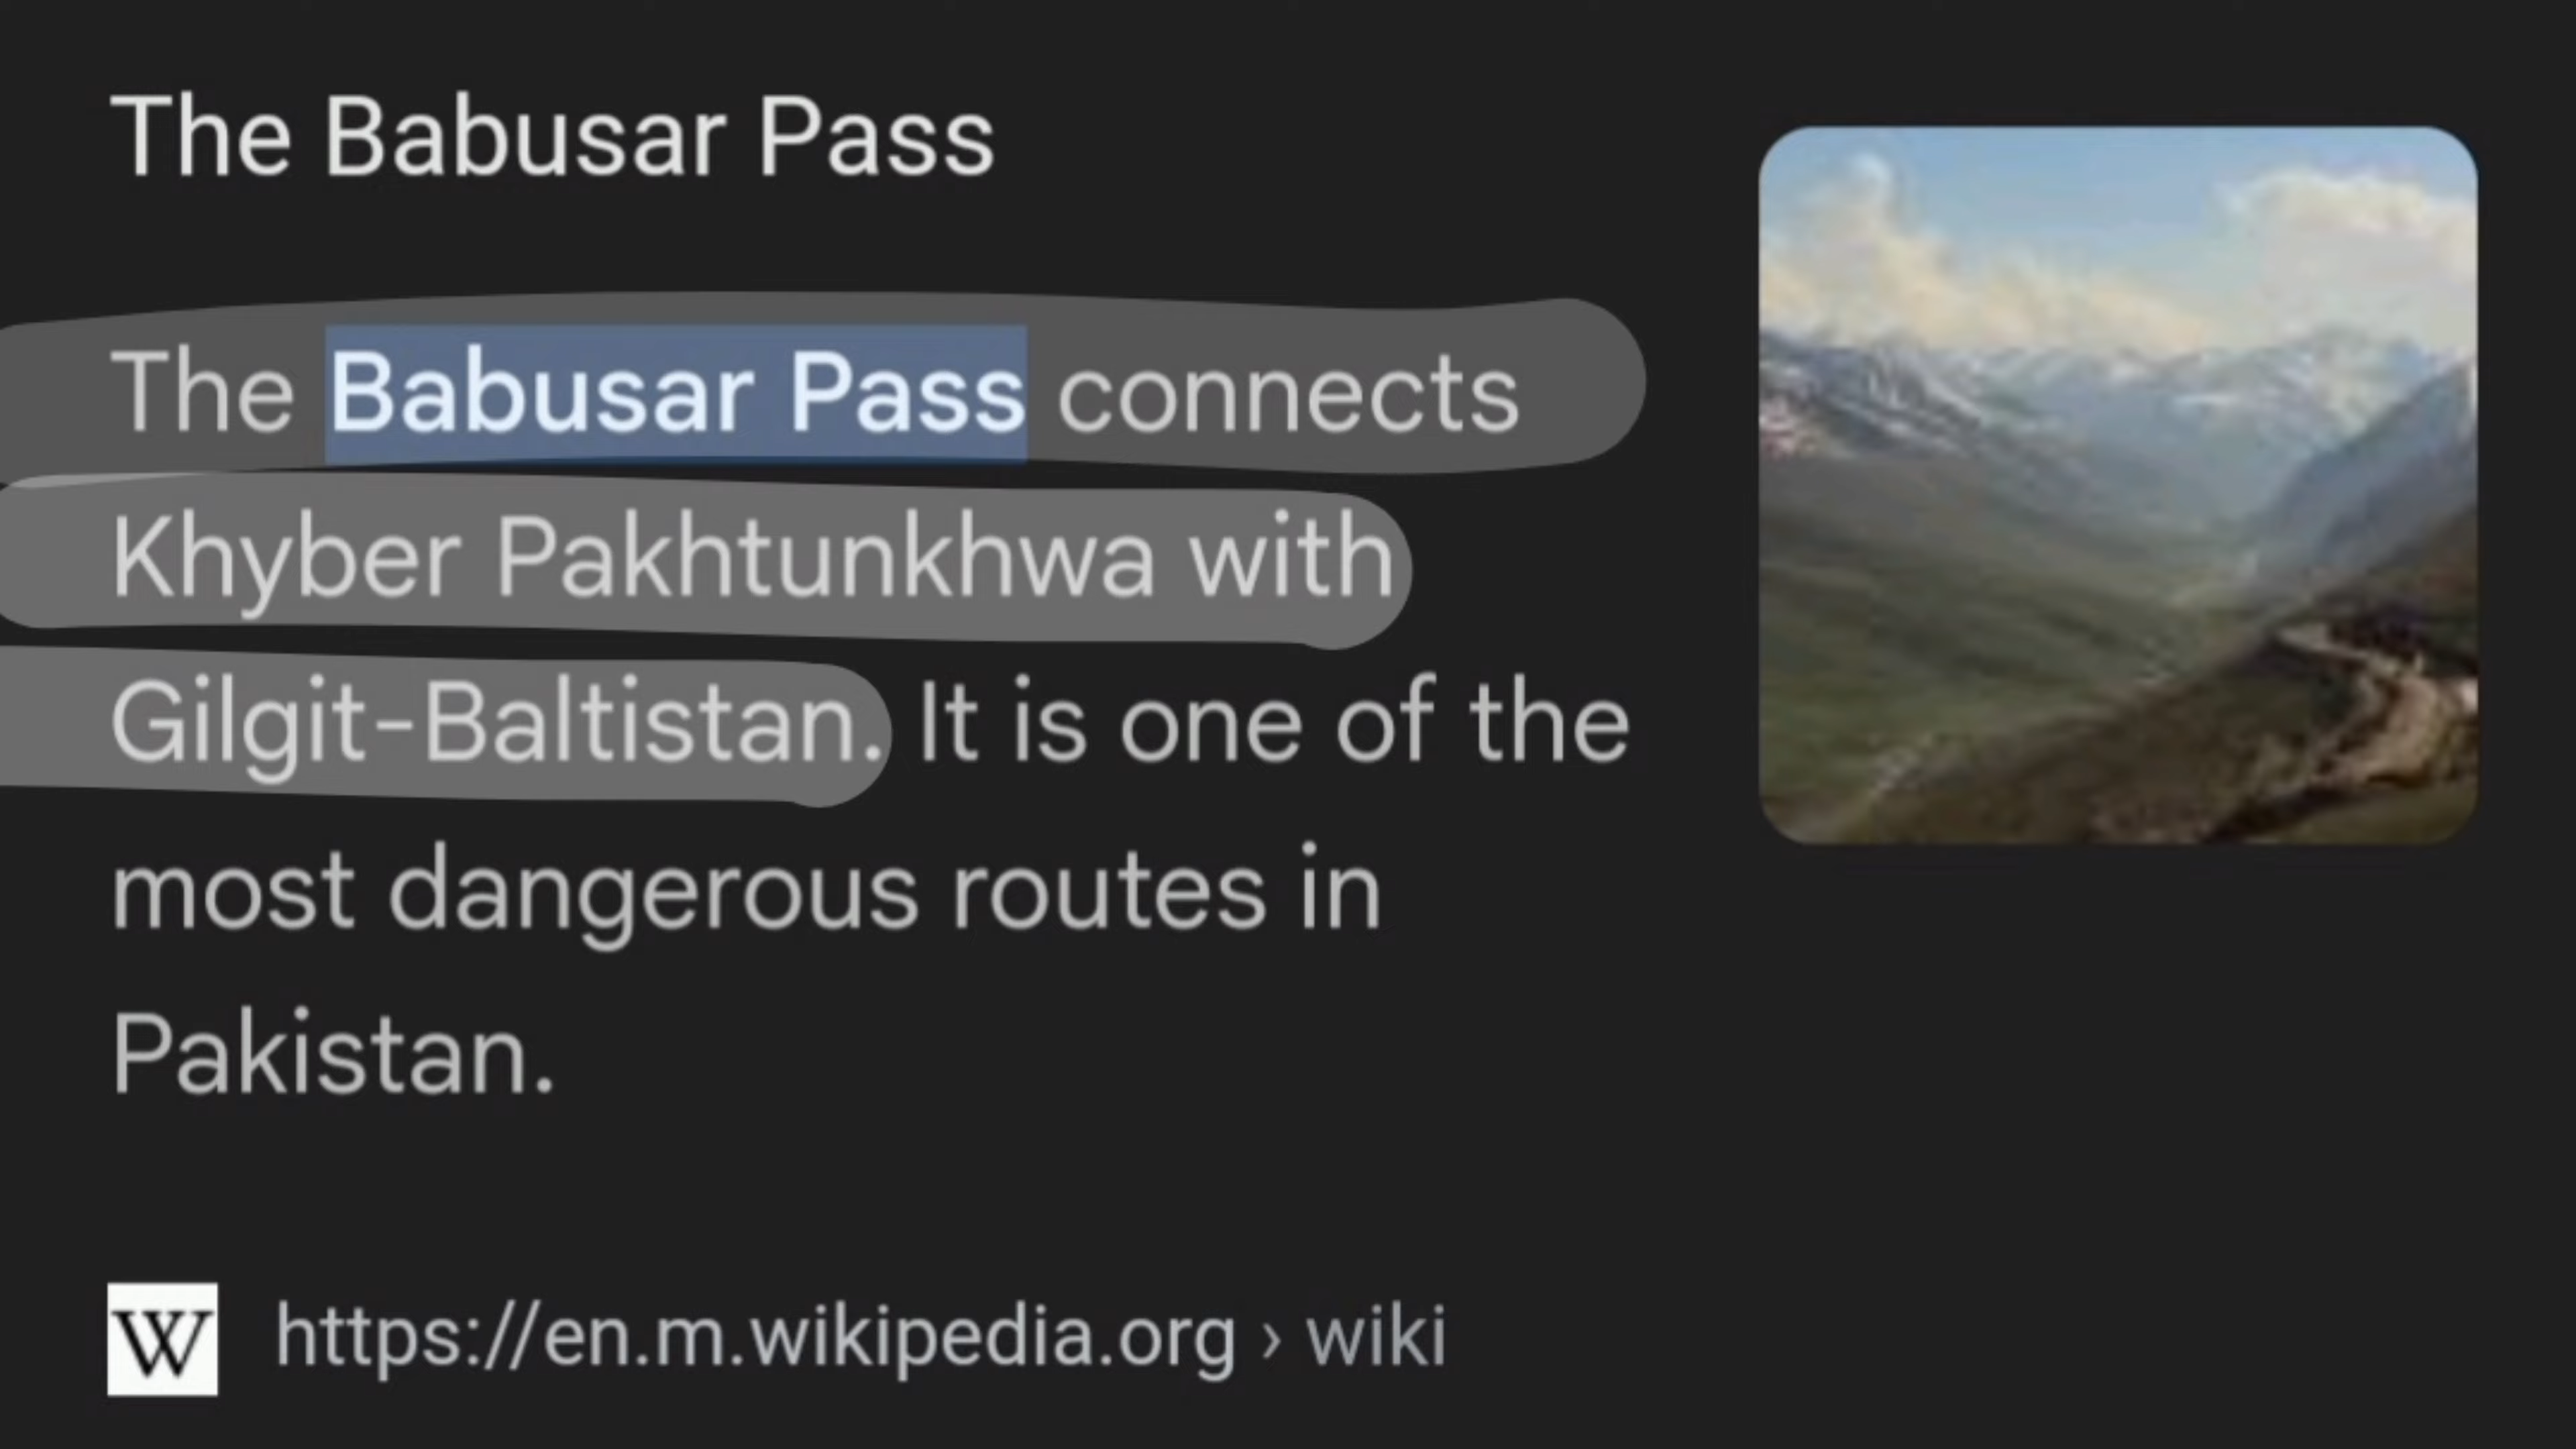 The Babusar Pass
The Babusar Pass connects
Khyber Pakhtunkhwa with
Gilgit-Baltistan. It is one of the
most dangerous routes in
Pakistan.
W https://en.m.wikipedia.org › wiki